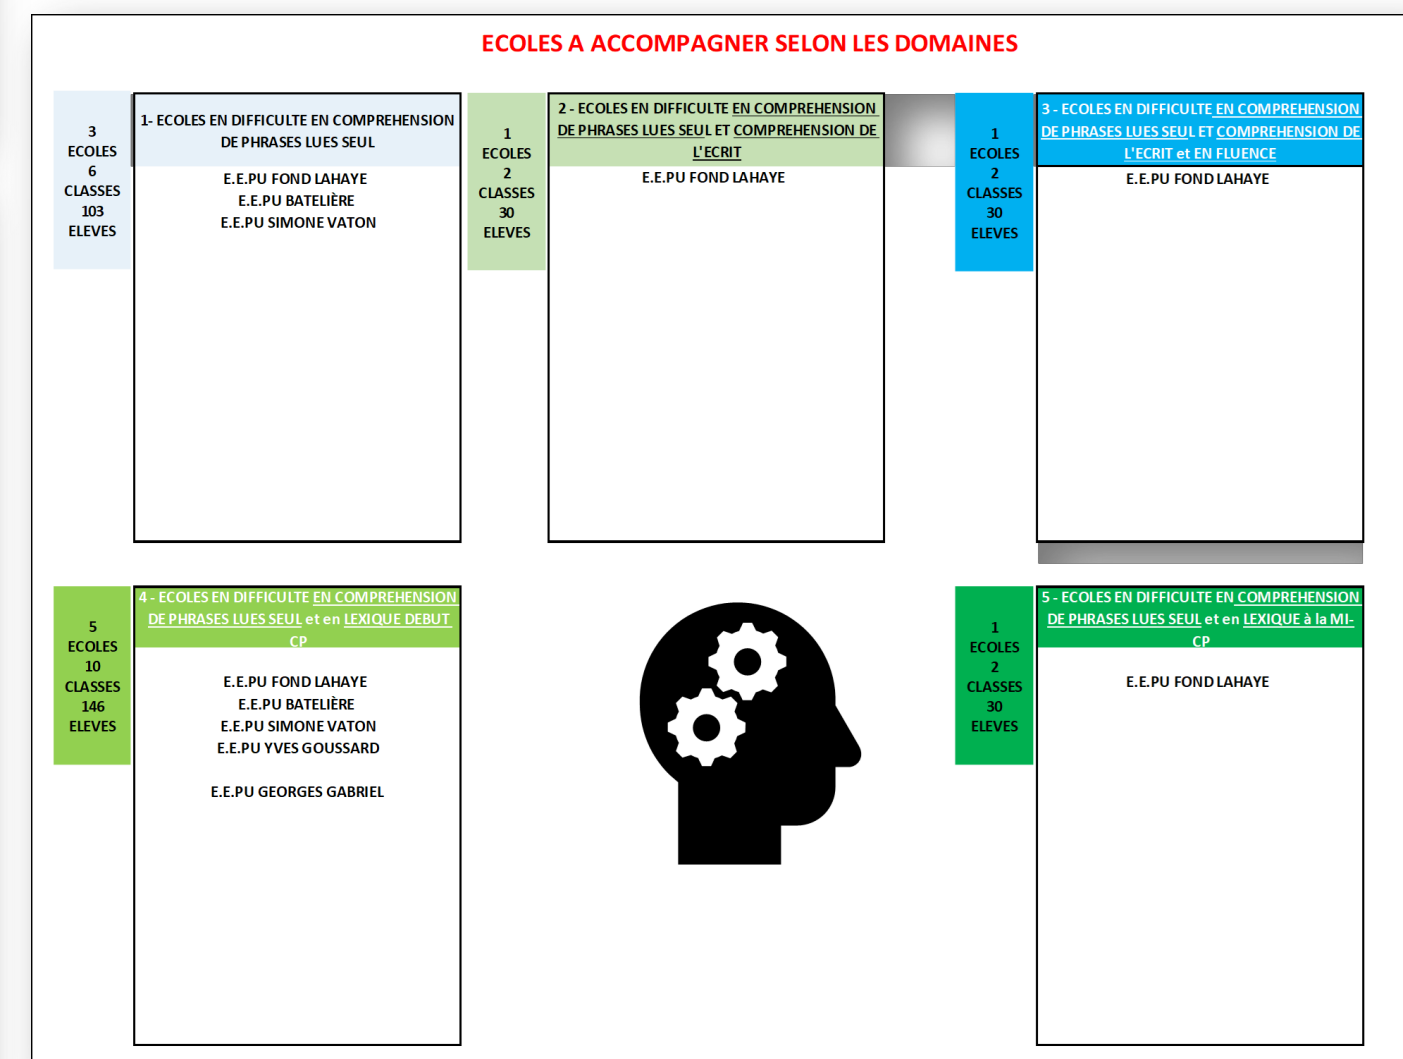 ECOLES A ACCOMPAGNER SELON LES DOMAINES
3
ECOLES
6
CLASSES
103
ELEVES
1- ECOLES EN DIFFICULTE EN COMPREHENSION
DE PHRASES LUES SEUL
E.E.PU FOND LAHAYE
E.E.PU BATELIÈRE
E.E.PU SIMONE VATON
1
ECOLES
2
CLASSES
30
ELEVES
2 - ECOLES EN DIFFICULTE EN COMPREHENSION
DE PHRASES LUES SEUL ET COMPREHENSION DE
L'ECRIT
E.E.PU FOND LAHAYE
1
ECOLES
2
CLASSES
30
ELEVES
3 - ECOLES EN DIFFICULTE EN COMPREHENSION
DE PHRASES LUES SEUL ET COMPREHENSION DE
L'ECRIT et EN FLUENCE
E.E.PU FOND LAHAYE
5
ECOLES
10
CLASSES
146
ELEVES
4 - ECOLES EN DIFFICULTE EN COMPREHENSION
DE PHRASES LUES SEUL et en LEXIQUE DEBUT
CP
E.E.PU FOND LAHAYE
E.E.PU BATELIÈRE
E.E.PU SIMONE VATON
E.E.PU YVES GOUSSARD
E.E.PU GEORGES GABRIEL
1
ECOLES
2
CLASSES
30
ELEVES
5 - ECOLES EN DIFFICULTE EN COMPREHENSION
DE PHRASES LUES SEUL et en LEXIQUE à la MI-
CP
E.E.PU FOND LAHAYE